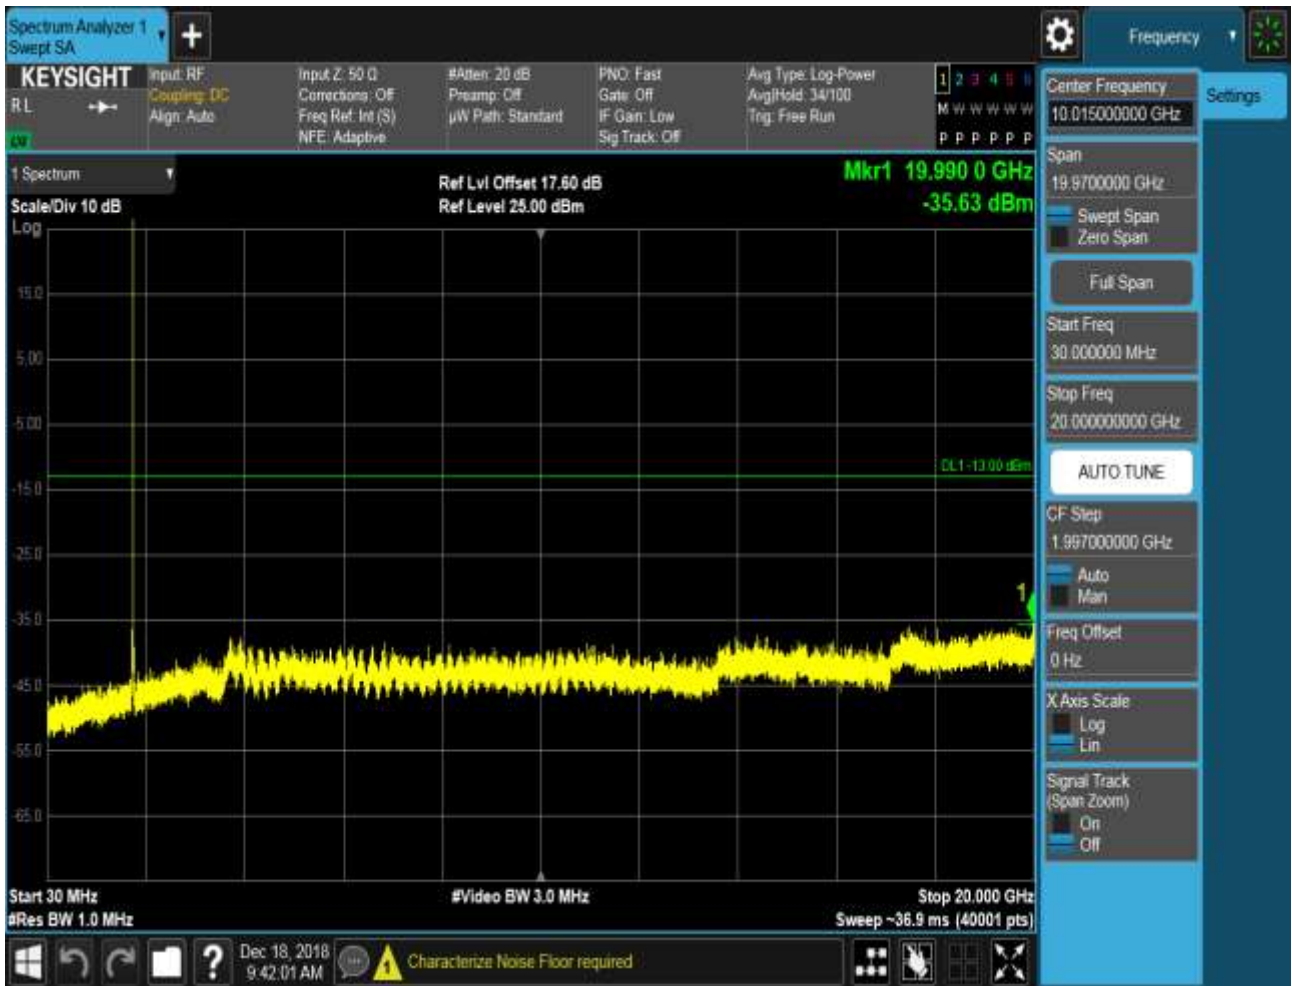 Spectrum Analyzer 1
Swept SA
Frequency
KEYSIGHT
RL
Input: RF
Coupling: DC
Align: Auto
Input Z: 50 Ω
Corrections: Off
Freq Ref: Int (S)
NFE: Adaptive
#Atten: 20 dB
Preamp: Off
µW Path: Standard
PNO: Fast
Gate: Off
IF Gain: Low
Sig Track: Off
Avg Type: Log-Power
Avg|Hold: 34/100
Trig: Free Run
1 2 3 4 5 6
M W W W W W
P P P P P P
Settings
1 Spectrum
Scale/Div 10 dB
Log
Ref Lvl Offset 17.60 dB
Ref Level 25.00 dBm
Mkr1 19.990 0 GHz
-35.63 dBm
15.0
5.00
-5.00
-15.0
-25.0
-35.0
-45.0
-55.0
-65.0
DL1 -13.00 dBm
1
Start 30 MHz
#Res BW 1.0 MHz
#Video BW 3.0 MHz
Stop 20.000 GHz
Sweep ~36.9 ms (40001 pts)
Center Frequency
10.015000000 GHz
Span
19.9700000 GHz
Swept Span
Zero Span
Full Span
Start Freq
30.000000 MHz
Stop Freq
20.000000000 GHz
AUTO TUNE
CF Step
1.997000000 GHz
Auto
Man
Freq Offset
0 Hz
X Axis Scale
Log
Lin
Signal Track
(Span Zoom)
On
Off
?
Dec 18, 2018
9:42:01 AM
Characterize Noise Floor required